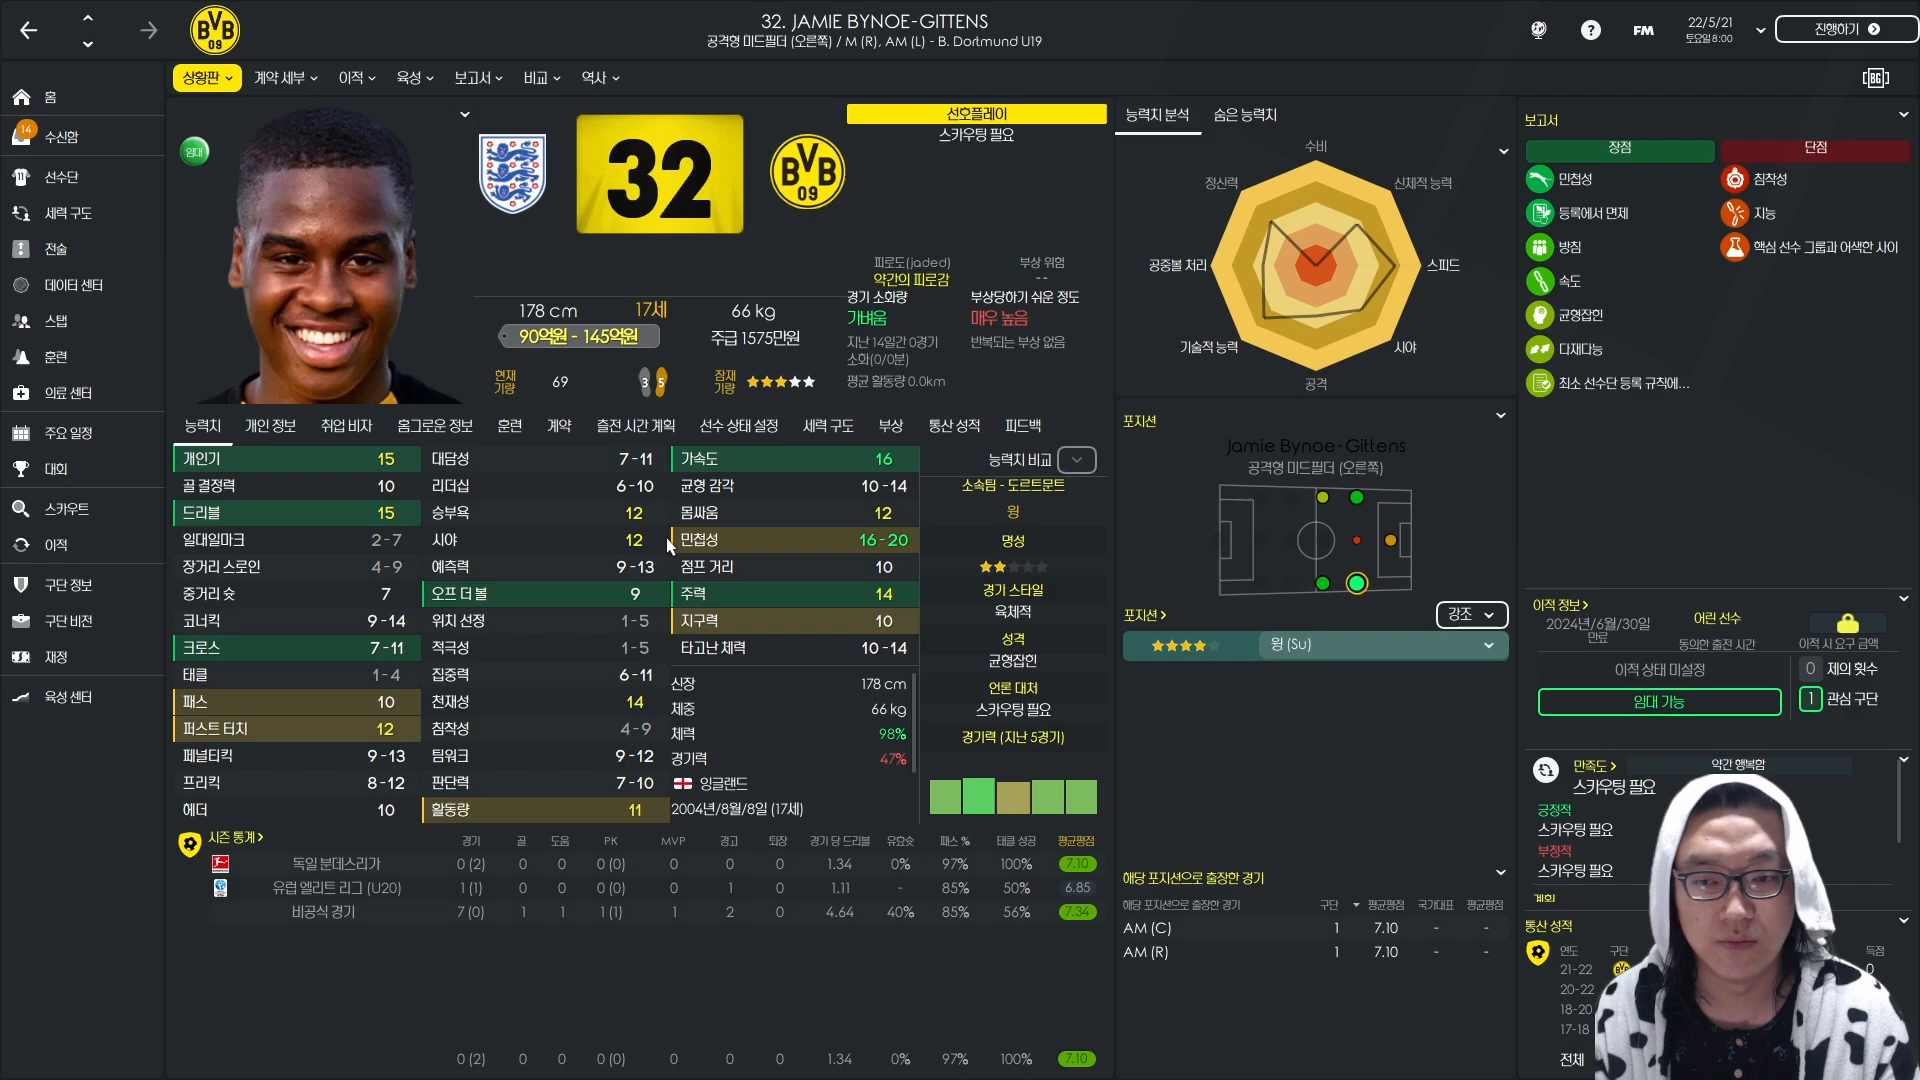 32. JAMIE BYNOE-GITTENS
공격형 미드필더 (오른쪽) / M (R), AM (L) - B. Dortmund U19
BVB 09
FM
22/5/21
토요일 8:00
진행하기
상황판
계약 세부
이적
육성
보고서
비교
역사
홈
14
수신함
선수단
세력 구도
전술
데이터 센터
스탭
훈련
의료 센터
주요 일정
대회
스카우트
이적
구단 정보
구단 비전
재정
육성 센터
임대
32
BVB 09
선호플레이
스카우팅 필요
178 cm
17세
66 kg
90억원 - 145억원
주급 1575만원
현재 기량
69
3 5
잠재 기량
피로도(jaded)
약간의 피로감
부상 위험
--
경기 소화량
가벼움
부상당하기 쉬운 정도
매우 높음
지난 14일간 0경기
소화(0/0분)
반복되는 부상 없음
평균 활동량 0.0km
능력치
개인 정보
취업 비자
홈그로운 정보
훈련
계약
출전 시간 계획
선수 상태 설정
세력 구도
부상
통산 성적
피드백
개인기 15
골 결정력 10
드리블 15
일대일마크 2-7
장거리 스로인 4-9
중거리 슛 7
코너킥 9-14
크로스 7-11
태클 1-4
패스 10
퍼스트 터치 12
페널티킥 9-13
프리킥 8-12
헤더 10
대담성 7-11
리더십 6-10
승부욕 12
시야 12
예측력 9-13
오프 더 볼 9
위치 선정 1-5
적극성 1-5
집중력 6-11
천재성 14
침착성 4-9
팀워크 9-12
판단력 7-10
활동량 11
가속도 16
균형 감각 10-14
몸싸움 12
민첩성 16-20
점프 거리 10
주력 14
지구력 10
타고난 체력 10-14
신장 178 cm
체중 66 kg
체력 98%
경기력 47%
잉글랜드
2004년/8월/8일 (17세)
능력치 비교
소속팀 - 도르트문트
윙
명성
경기 스타일
육체적
성격
균형잡힌
언론 대처
스카우팅 필요
경기력 (지난 5경기)
시즌 통계
경기 골 도움 PK MVP 경고 퇴장 경기 당 드리블 유효슛 패스 % 태클 성공 평균평점
독일 분데스리가 0 (2) 0 0 0 (0) 0 0 0 1.34 0% 97% 100% 7.10
유럽 엘리트 리그 (U20) 1 (1) 0 0 0 (0) 0 1 0 1.11 - 85% 50% 6.85
비공식 경기 7 (0) 1 1 1 (1) 1 2 0 4.64 40% 85% 56% 7.34
0 (2) 0 0 0 (0) 0 0 0 1.34 0% 97% 100% 7.10
능력치 분석
숨은 능력치
수비
신체적 능력
스피드
시야
공격
기술적 능력
공중볼 처리
정신력
포지션
Jamie Bynoe-Gittens
공격형 미드필더 (오른쪽)
포지션
강조
윙 (Su)
해당 포지션으로 출장한 경기
해당 포지션으로 출장한 경기 구단 평균평점 국가대표 평균평점
AM (C) 1 7.10 - -
AM (R) 1 7.10 - -
보고서
장점
단점
민첩성
등록에서 면제
방침
속도
균형잡힌
다재다능
최소 선수단 등록 규칙에...
침착성
지능
핵심 선수 그룹과 어색한 사이
이적 정보
2024년/6월/30일
만료
어린 선수
동의한 출전 시간
이적 시 요구 금액
이적 상태 미설정
임대 가능
0 제의 횟수
1 관심 구단
만족도
약간 행복함
스카우팅 필요
긍정적
스카우팅 필요
부정적
스카우팅 필요
계획
통산 성적
연도
구단
득점
21-22
0
20-22
18-20
17-18
전체